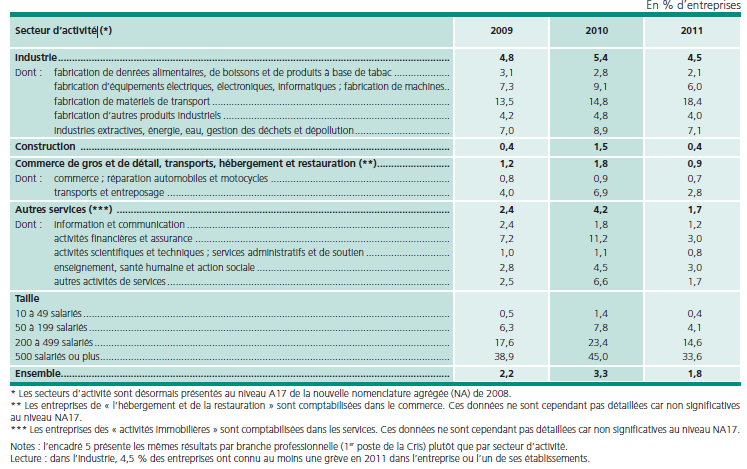 En % d'entreprises
Secteur d'activité (*) 2009 2010 2011
Industrie 4,8 5,4 4,5
Dont : fabrication de denrées alimentaires, de boissons et de produits à base de tabac 3,1 2,8 2,1
fabrication d'équipements électriques, électroniques, informatiques ; fabrication de machines 7,3 9,1 6,0
fabrication de matériels de transport 13,5 14,8 18,4
fabrication d'autres produits industriels 4,2 4,8 4,0
industries extractives, énergie, eau, gestion des déchets et dépollution 7,0 8,9 7,1
Construction 0,4 1,5 0,4
Commerce de gros et de détail, transports, hébergement et restauration (**) 1,2 1,8 0,9
Dont : commerce ; réparation automobiles et motocycles 0,8 0,9 0,7
transports et entreposage 4,0 6,9 2,8
Autres services (***) 2,4 4,2 1,7
Dont : information et communication 2,4 1,8 1,2
activités financières et assurance 7,2 11,2 3,0
activités scientifiques et techniques ; services administratifs et de soutien 1,0 1,1 0,8
enseignement, santé humaine et action sociale 2,8 4,5 3,0
autres activités de services 2,5 6,6 1,7
Taille
10 à 49 salariés 0,5 1,4 0,4
50 à 199 salariés 6,3 7,8 4,1
200 à 499 salariés 17,6 23,4 14,6
500 salariés ou plus 38,9 45,0 33,6
Ensemble 2,2 3,3 1,8
* Les secteurs d'activité sont désormais présentés au niveau A17 de la nouvelle nomenclature agrégée (NA) de 2008.
** Les entreprises de « l'hébergement et de la restauration » sont comptabilisées dans le commerce. Ces données ne sont cependant pas détaillées car non significatives
au niveau NA17.
*** Les entreprises des « activités immobilières » sont comptabilisées dans les services. Ces données ne sont cependant pas détaillées car non significatives au niveau NA17.
Notes : l'encadré 5 présente les mêmes résultats par branche professionnelle (1er poste de la Cris) plutôt que par secteur d'activité.
Lecture : dans l'industrie, 4,5 % des entreprises ont connu au moins une grève en 2011 dans l'entreprise ou l'un de ses établissements.